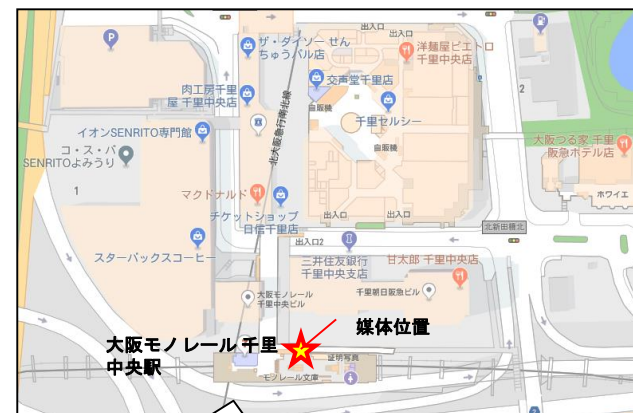 P
ザ・ダイソー せん
ちゅうパル店
出入口
出入口
洋麺屋ピエトロ
千里中央店
肉工房千里
屋 千里中央店
交声堂千里店
自販機
千里セルシー
自販機
2
北大阪急行南北線
イオンSENRITO専門館
コ・ス・パ
SENRITOよみうり
大阪つる家 千里
阪急ホテル店
1
マクドナルド
チケットショップ
日信千里店
ホワイエ
出入口
出入口
北新田橋北
スターバックスコーヒー
出入口2
三井住友銀行
千里中央支店
甘太郎 千里中央店
大阪モノレール
千里中央ビル
千里朝日阪急ビル
媒体位置
大阪モノレール 千里
中央駅
証明写真
モノレール文庫
2